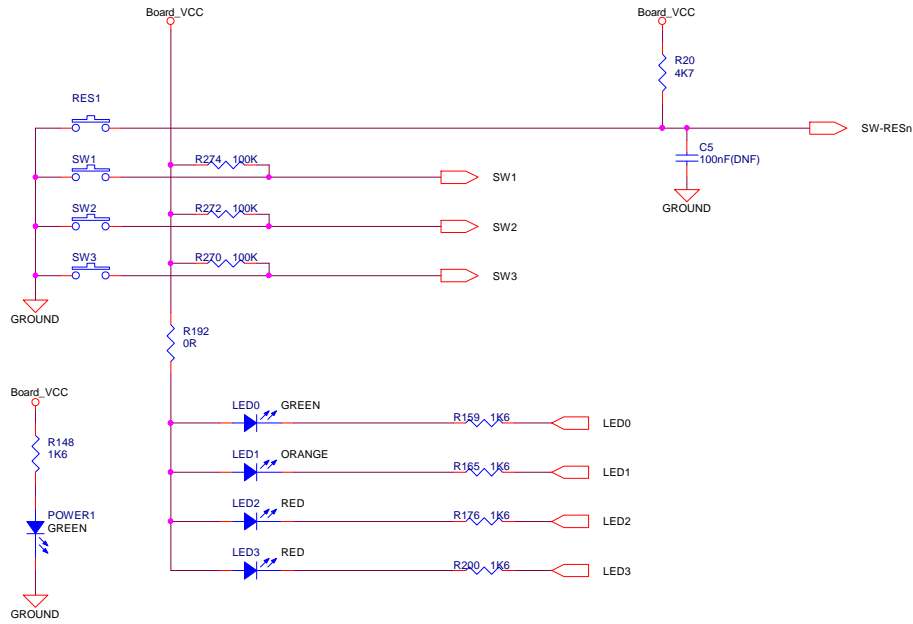 Board_VCC
Board_VCC
R20
4K7
RES1
SW-RESn
C5
100nF(DNF)
GROUND
SW1
R274 100K
SW1
SW2
R272 100K
SW2
SW3
R270 100K
SW3
GROUND
R192
0R
Board_VCC
R148
1K6
POWER1
GREEN
GROUND
LED0 GREEN
R159 1K6
LED0
LED1 ORANGE
R165 1K6
LED1
LED2 RED
R176 1K6
LED2
LED3 RED
R200 1K6
LED3